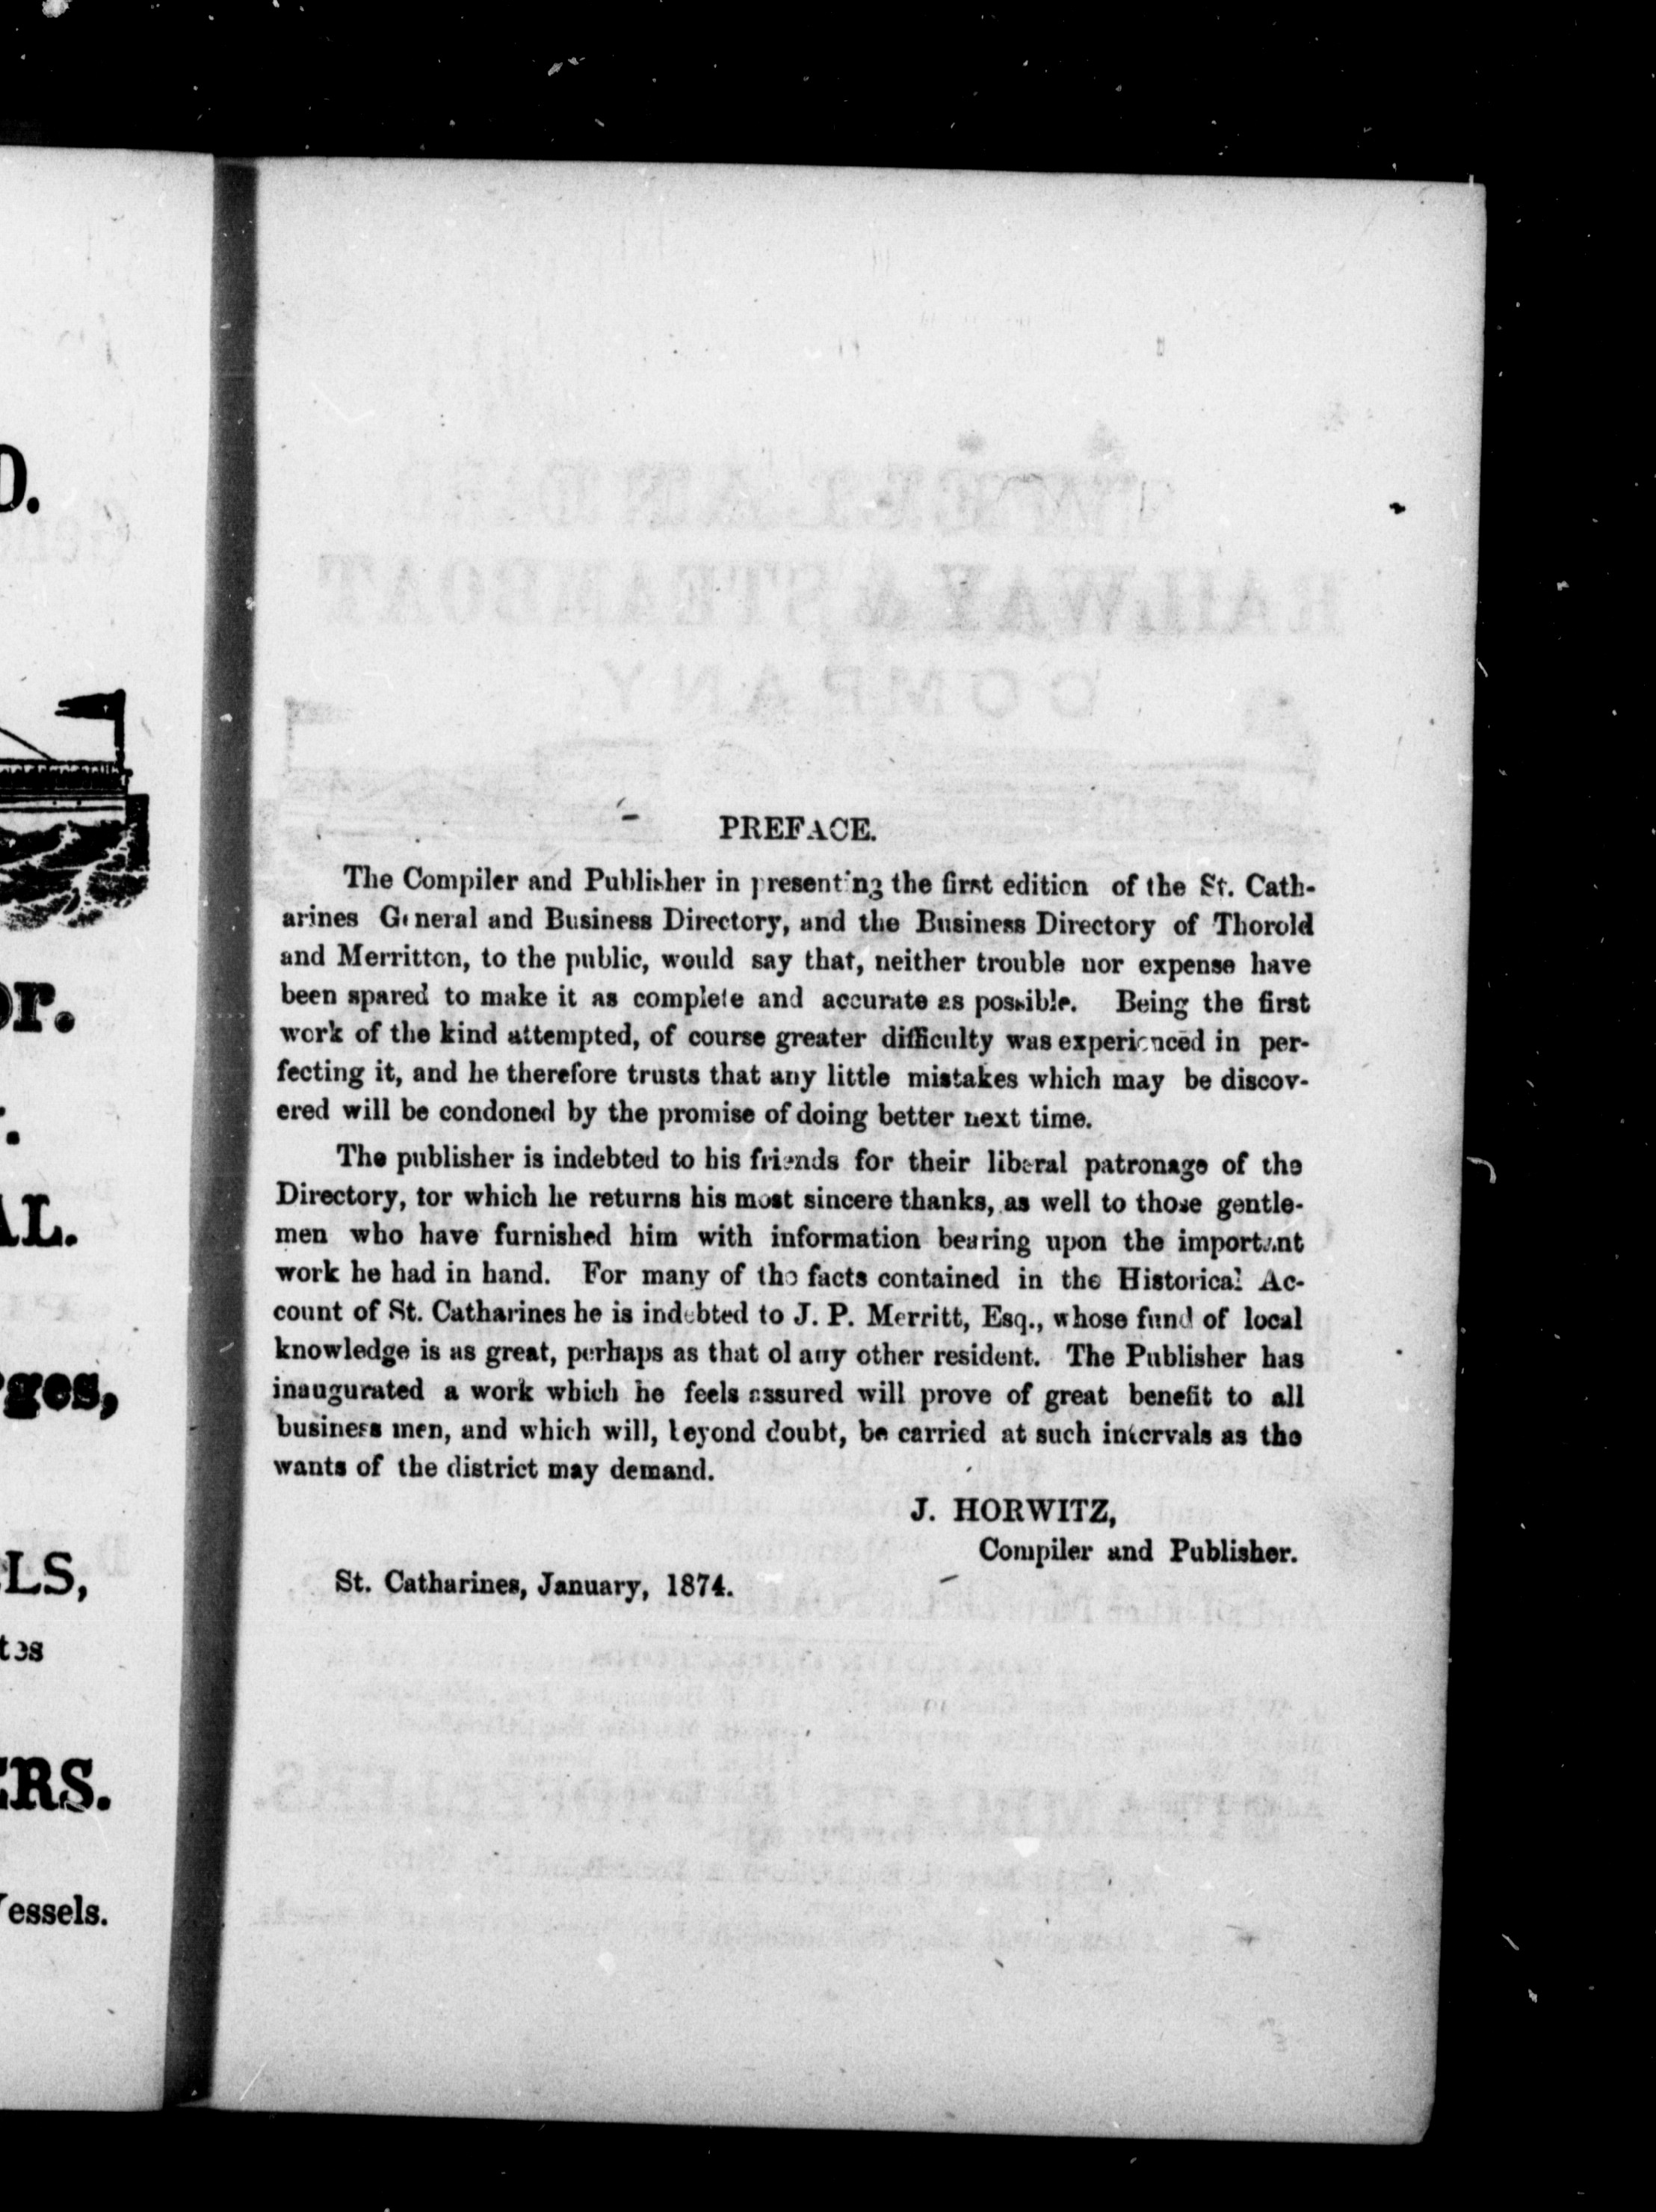 O.
or.
AL.
ges,
LS,
tes
ERS.
Vessels.
PREFACE.
The Compiler and Publisher in presenting the first edition of the St. Cath-
arines General and Business Directory, and the Business Directory of Thorold
and Merritton, to the public, would say that, neither trouble nor expense have
been spared to make it as complete and accurate as possible. Being the first
work of the kind attempted, of course greater difficulty was experienced in per-
fecting it, and he therefore trusts that any little mistakes which may be discov-
ered will be condoned by the promise of doing better next time.
The publisher is indebted to his friends for their liberal patronage of the
Directory, for which he returns his most sincere thanks, as well to those gentle-
men who have furnished him with information bearing upon the important
work he had in hand. For many of the facts contained in the Historical Ac-
count of St. Catharines he is indebted to J. P. Merritt, Esq., whose fund of local
knowledge is as great, perhaps as that of any other resident. The Publisher has
inaugurated a work which he feels assured will prove of great benefit to all
business men, and which will, beyond doubt, be carried at such intervals as the
wants of the district may demand.
J. HORWITZ,
Compiler and Publisher.
St. Catharines, January, 1874.